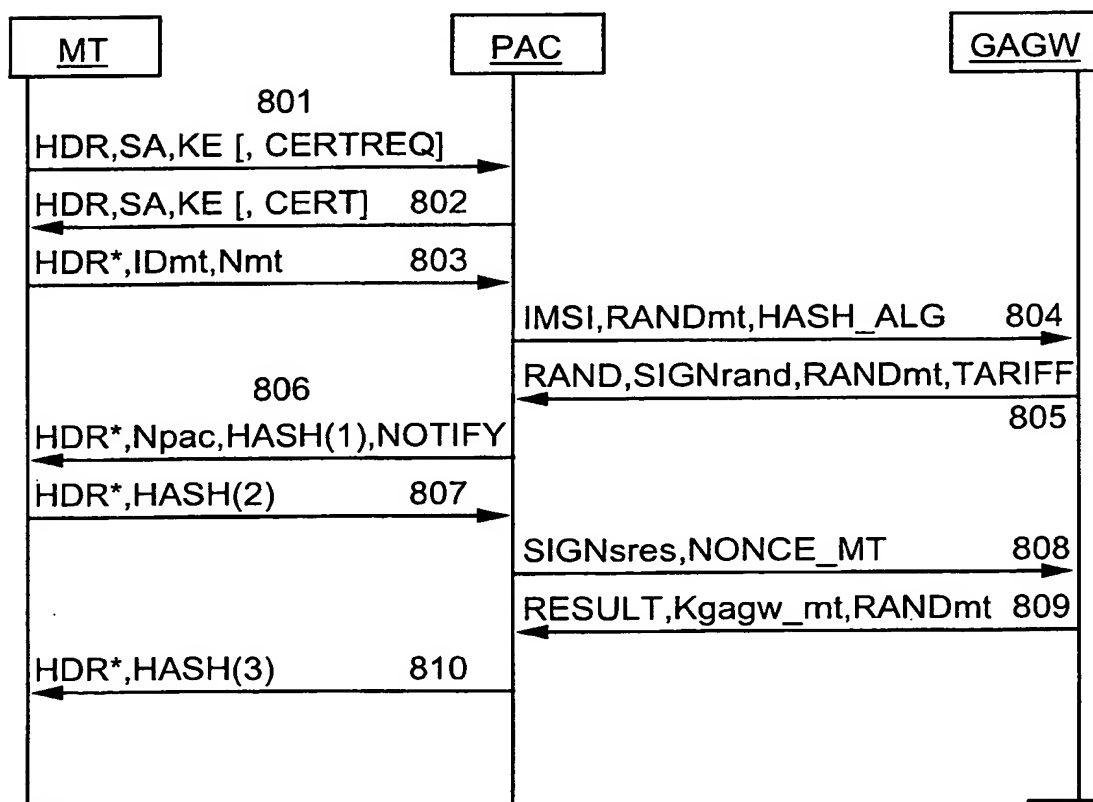 MT
PAC
GAGW
801
HDR,SA,KE [, CERTREQ]
HDR,SA,KE [, CERT] 802
HDR*,IDmt,Nmt 803
IMSI,RANDmt,HASH_ALG 804
RAND,SIGNrand,RANDmt,TARIFF
805
806
HDR*,Npac,HASH(1),NOTIFY
HDR*,HASH(2) 807
SIGNsres,NONCE_MT 808
RESULT,Kgagw_mt,RANDmt 809
HDR*,HASH(3) 810